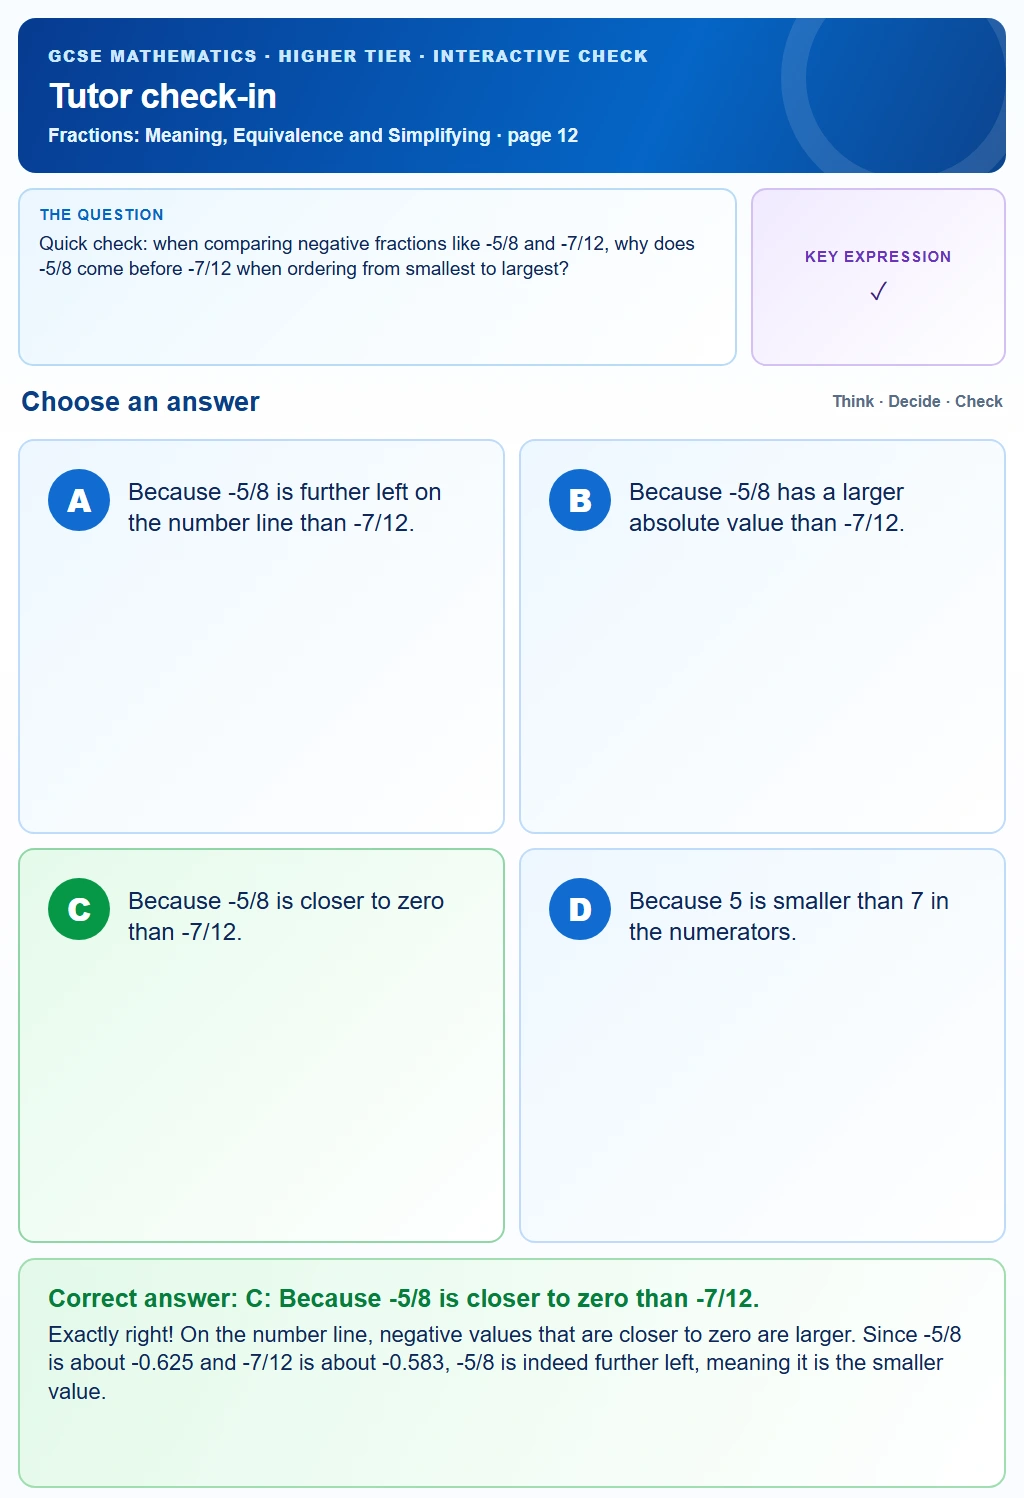 GCSE MATHEMATICS · HIGHER TIER · INTERACTIVE CHECK
Tutor check-in
Fractions: Meaning, Equivalence and Simplifying · page 12
THE QUESTION
Quick check: when comparing negative fractions like -5/8 and -7/12, why does
-5/8 come before -7/12 when ordering from smallest to largest?
KEY EXPRESSION
✓
Choose an answer
Think · Decide · Check
A
Because -5/8 is further left on
the number line than -7/12.
B
Because -5/8 has a larger
absolute value than -7/12.
C
Because -5/8 is closer to zero
than -7/12.
D
Because 5 is smaller than 7 in
the numerators.
Correct answer: C: Because -5/8 is closer to zero than -7/12.
Exactly right! On the number line, negative values that are closer to zero are larger. Since -5/8
is about -0.625 and -7/12 is about -0.583, -5/8 is indeed further left, meaning it is the smaller
value.